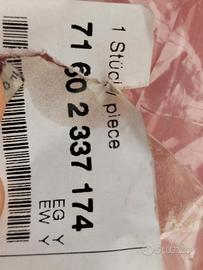 1 Stück / piece
71 60 2 337 174
EG Y
EW Y